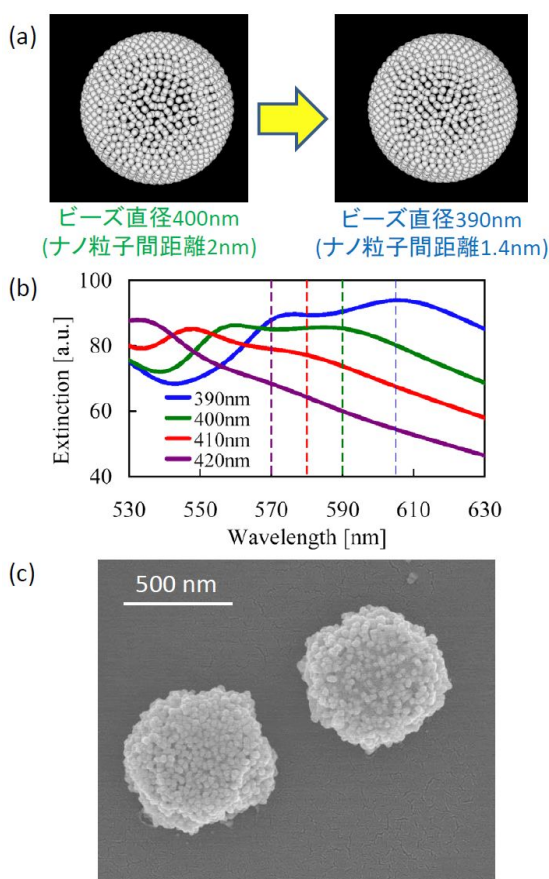 (a)
ビーズ直径400nm
(ナノ粒子間距離2nm)
ビーズ直径390nm
(ナノ粒子間距離1.4nm)
(b)
100
80
60
40
Extinction [a.u.]
390nm
400nm
410nm
420nm
530 550 570 590 610 630
Wavelength [nm]
(c)
500 nm